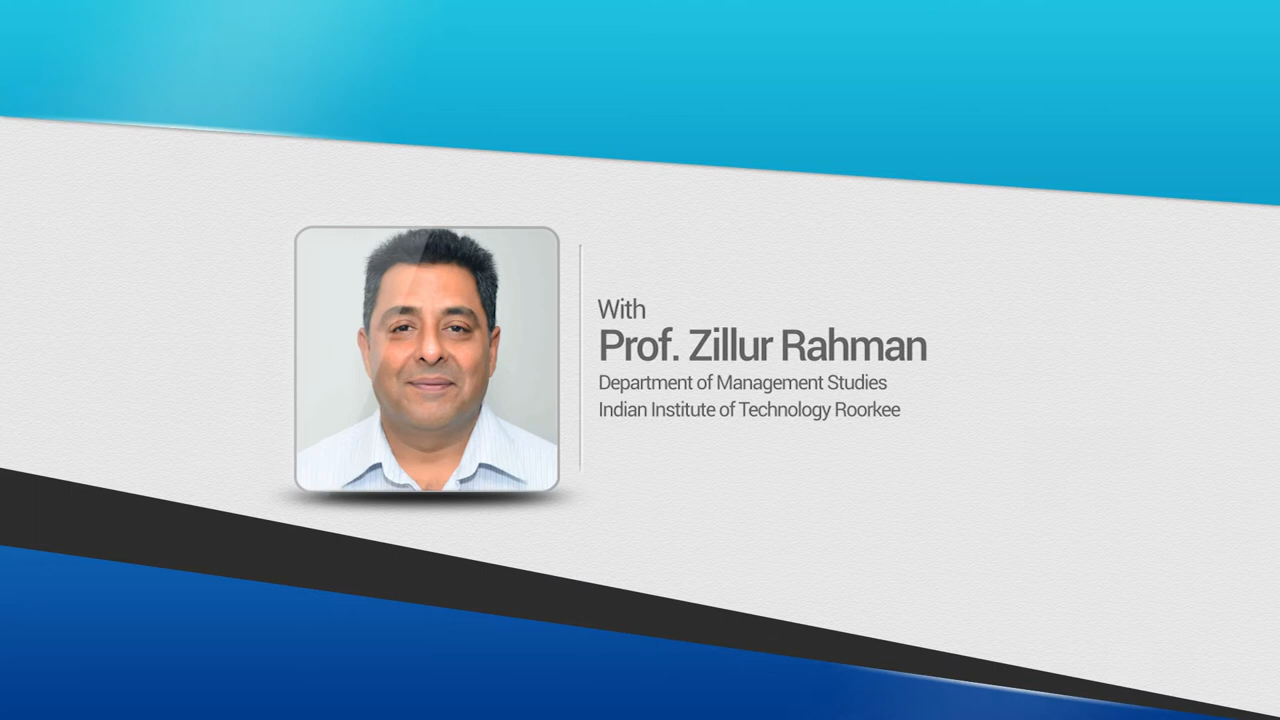 With
Prof. Zillur Rahman
Department of Management Studies
Indian Institute of Technology Roorkee